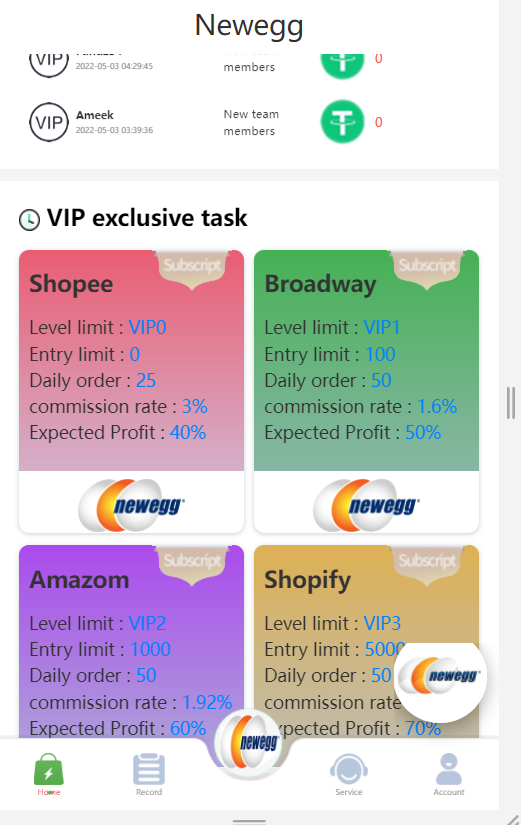 Newegg
VIP
2022-05-03 04:29:45
members
0
VIP
Ameek
2022-05-03 03:39:36
New team
members
T
0
VIP exclusive task
Subscript
Shopee
Level limit : VIP0
Entry limit : 0
Daily order : 25
commission rate : 3%
Expected Profit : 40%
newegg
Subscript
Broadway
Level limit : VIP1
Entry limit : 100
Daily order : 50
commission rate : 1.6%
Expected Profit : 50%
newegg
Subscript
Amazom
Level limit : VIP2
Entry limit : 1000
Daily order : 50
commission rate : 1.92%
Expected Profit : 60%
Subscript
Shopify
Level limit : VIP3
Entry limit : 5000
Daily order : 50
commission rate
Expected Profit : 70%
newegg
newegg
Home
Record
Service
Account